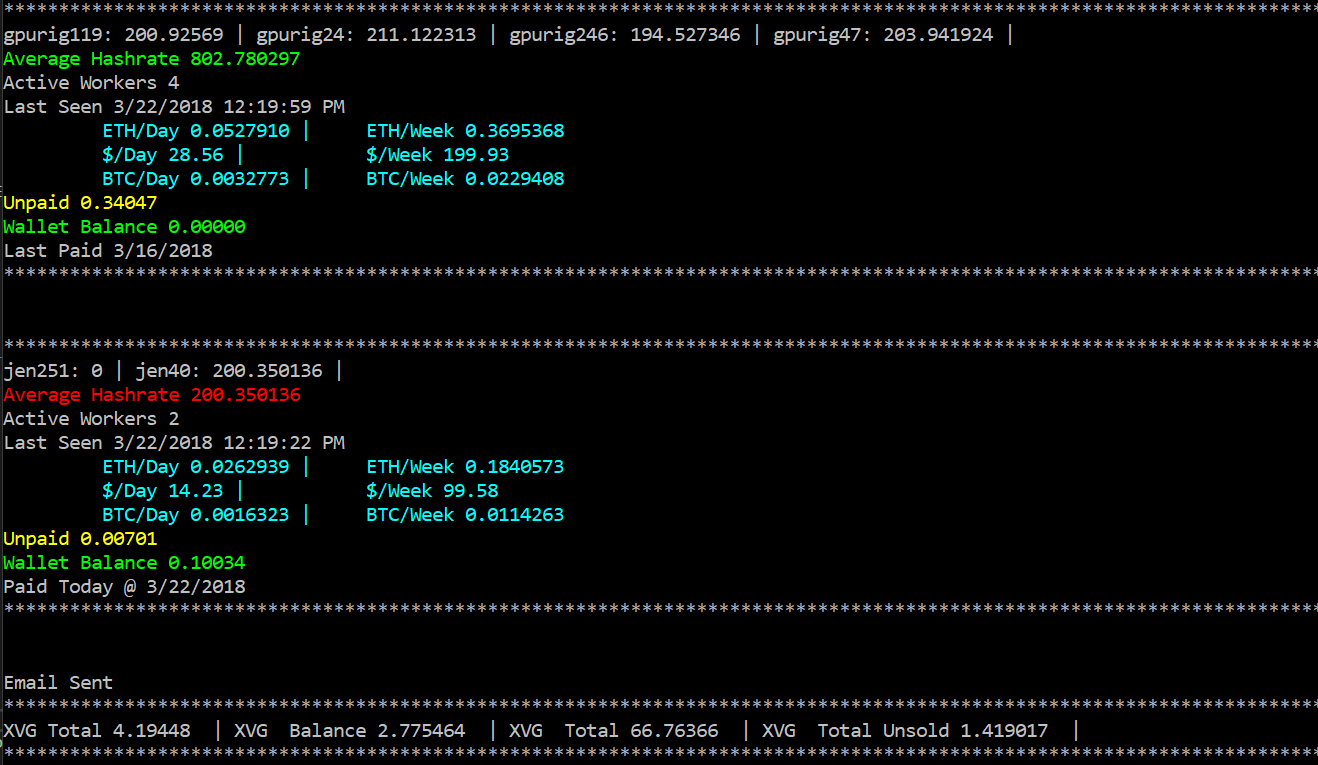 ************************************************************************************************************************
gpurig119: 200.92569 | gpurig24: 211.122313 | gpurig246: 194.527346 | gpurig47: 203.941924 |
Average Hashrate 802.780297
Active Workers 4
Last Seen 3/22/2018 12:19:59 PM
ETH/Day 0.0527910 | ETH/Week 0.3695368
$/Day 28.56 | $/Week 199.93
BTC/Day 0.0032773 | BTC/Week 0.0229408
Unpaid 0.34047
Wallet Balance 0.00000
Last Paid 3/16/2018
************************************************************************************************************************
************************************************************************************************************************
jen251: 0 | jen40: 200.350136 |
Average Hashrate 200.350136
Active Workers 2
Last Seen 3/22/2018 12:19:22 PM
ETH/Day 0.0262939 | ETH/Week 0.1840573
$/Day 14.23 | $/Week 99.58
BTC/Day 0.0016323 | BTC/Week 0.0114263
Unpaid 0.00701
Wallet Balance 0.10034
Paid Today @ 3/22/2018
************************************************************************************************************************
Email Sent
************************************************************************************************************************
XVG Total 4.19448 | XVG Balance 2.775464 | XVG Total 66.76366 | XVG Total Unsold 1.419017 |
************************************************************************************************************************